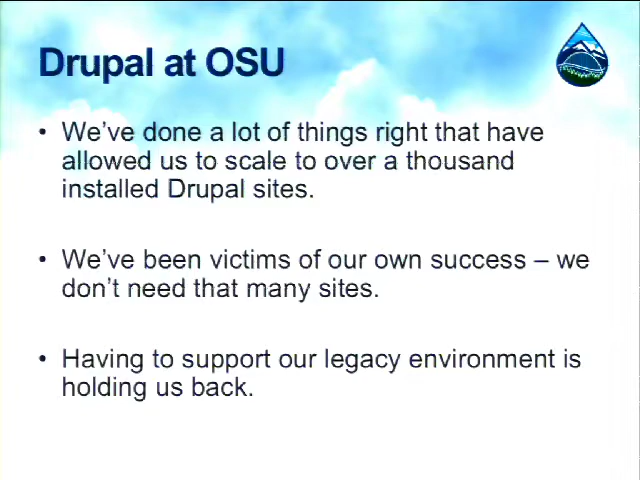 Drupal at OSU
• We've done a lot of things right that have
allowed us to scale to over a thousand
installed Drupal sites.
• We've been victims of our own success – we
don't need that many sites.
• Having to support our legacy environment is
holding us back.